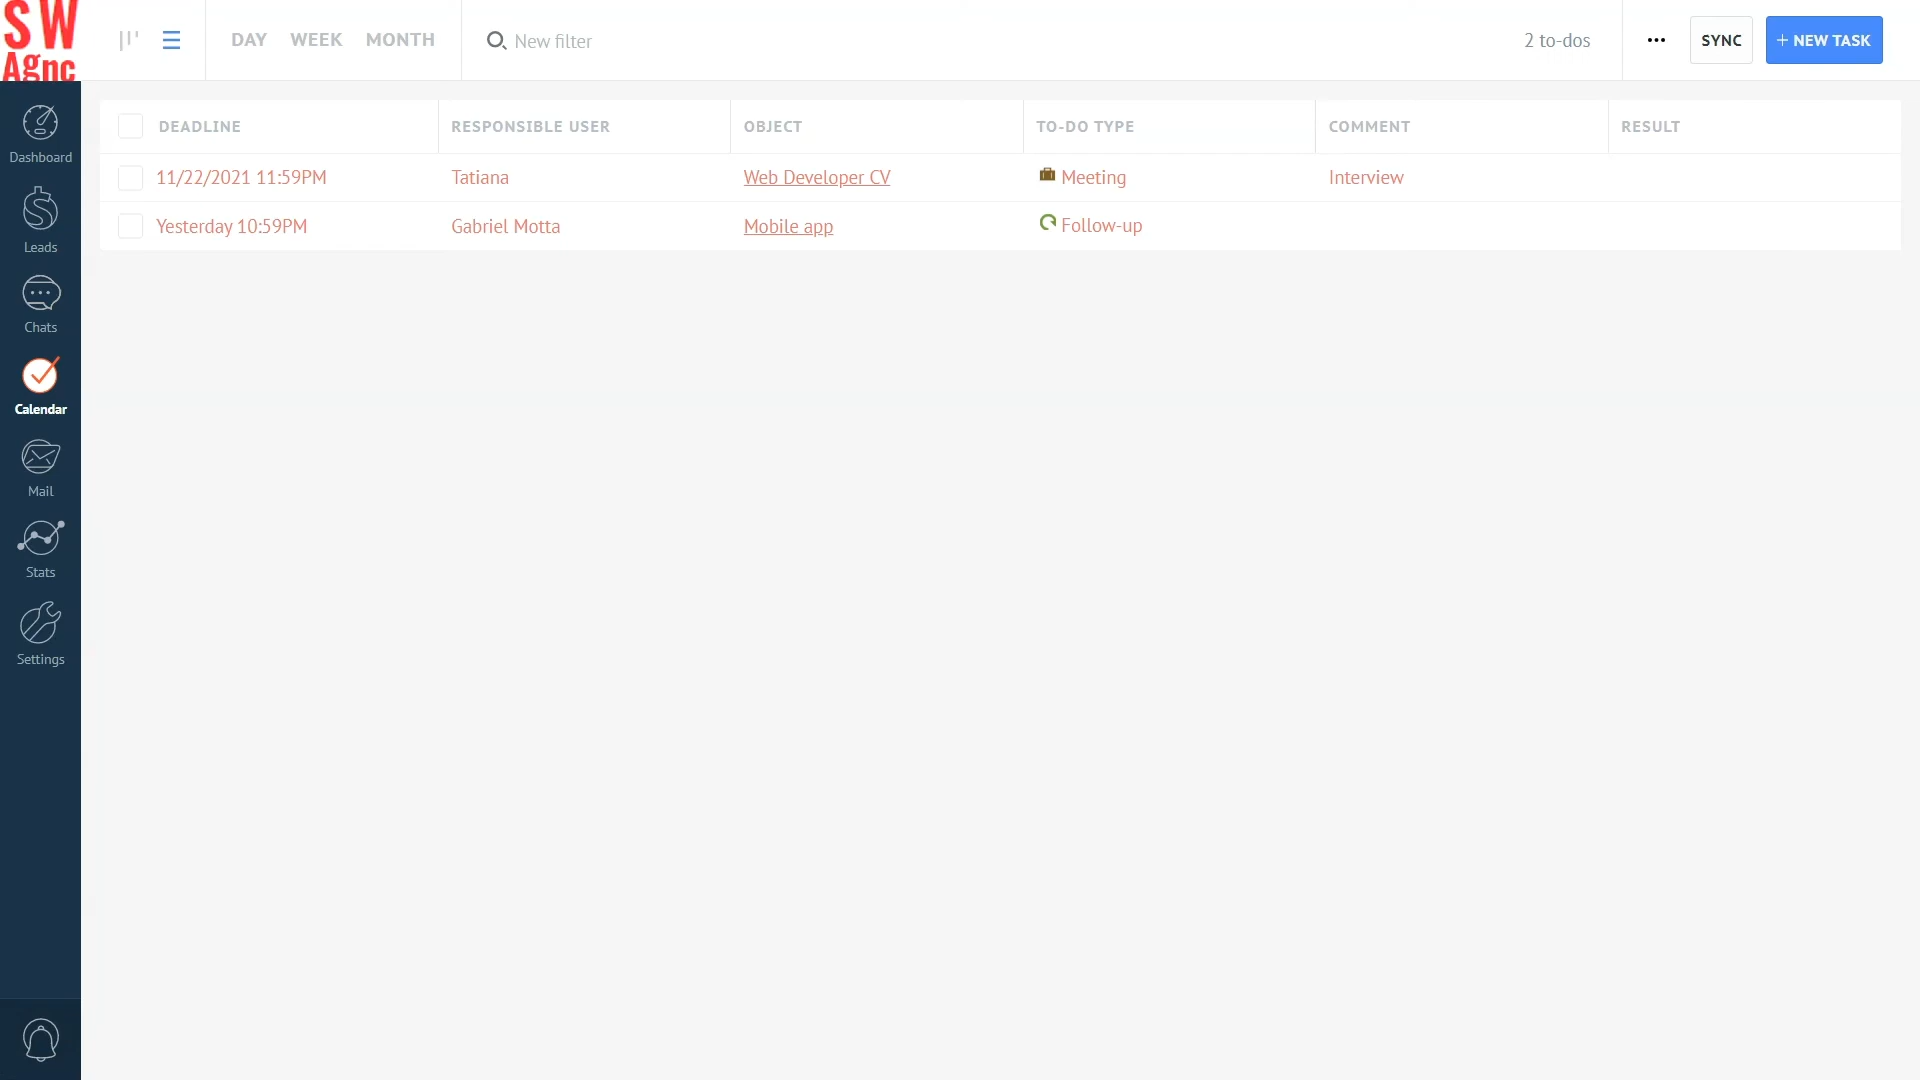 SW
Agnc
DAY WEEK MONTH New filter 2 to-dos SYNC + NEW TASK
DEADLINE RESPONSIBLE USER OBJECT TO-DO TYPE COMMENT RESULT
11/22/2021 11:59PM Tatiana Web Developer CV Meeting Interview
Yesterday 10:59PM Gabriel Motta Mobile app Follow-up
Dashboard
Leads
Chats
Calendar
Mail
Stats
Settings